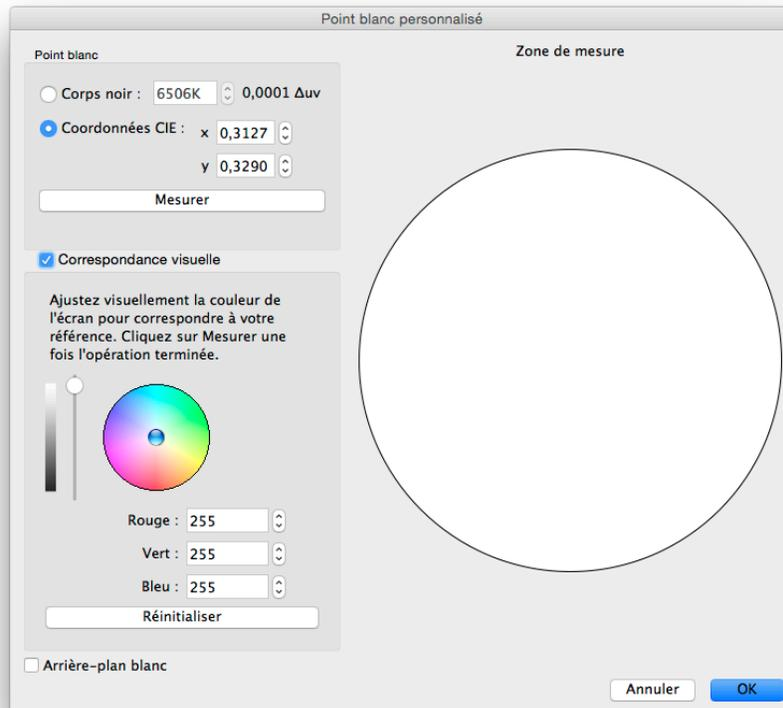 Point blanc personnalisé
Point blanc
Corps noir : 6506K 0,0001 Δuv
Coordonnées CIE : x 0,3127
y 0,3290
Mesurer
Correspondance visuelle
Ajustez visuellement la couleur de
l'écran pour correspondre à votre
référence. Cliquez sur Mesurer une
fois l'opération terminée.
Rouge : 255
Vert : 255
Bleu : 255
Réinitialiser
Arrière-plan blanc
Zone de mesure
Annuler OK